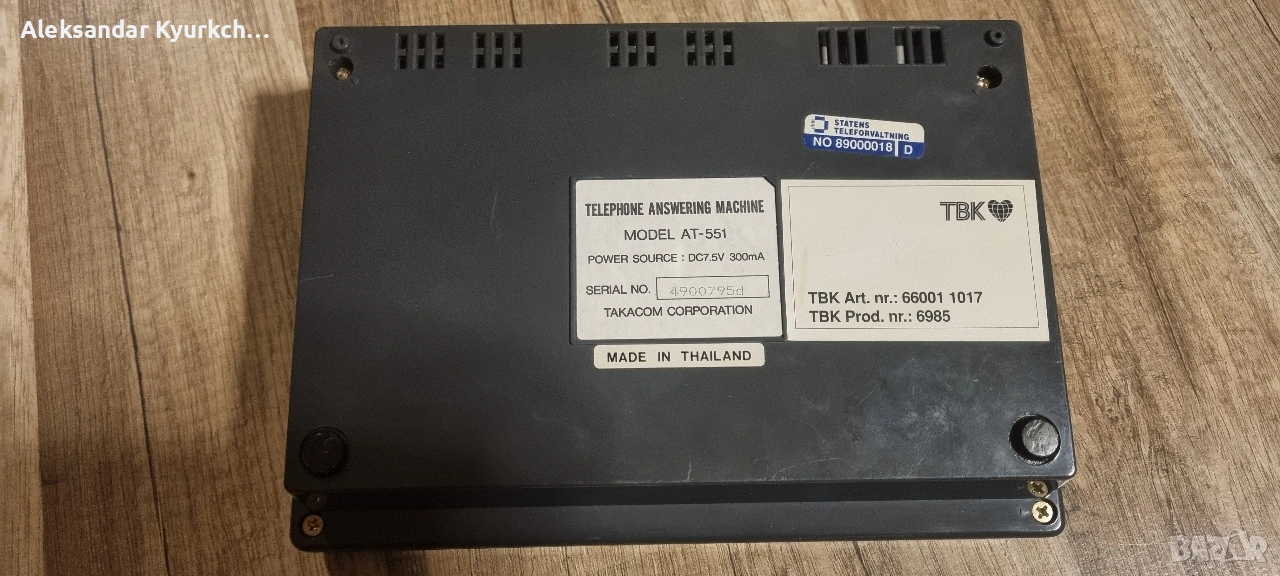 Aleksandar Kyurkch...
STATENS
TELEFORVALTNING
NO 89000018 D
TELEPHONE ANSWERING MACHINE
MODEL AT-551
POWER SOURCE : DC7.5V 300mA
SERIAL NO. 4900795d
TAKACOM CORPORATION
MADE IN THAILAND
TBK
TBK Art. nr.: 66001 1017
TBK Prod. nr.: 6985
BAZAR